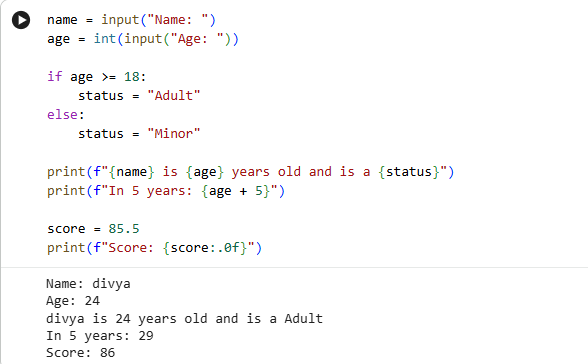 name = input("Name: ")
age = int(input("Age: "))

if age >= 18:
    status = "Adult"
else:
    status = "Minor"

print(f"{name} is {age} years old and is a {status}")
print(f"In 5 years: {age + 5}")

score = 85.5
print(f"Score: {score:.0f}")

Name: divya
Age: 24
divya is 24 years old and is a Adult
In 5 years: 29
Score: 86